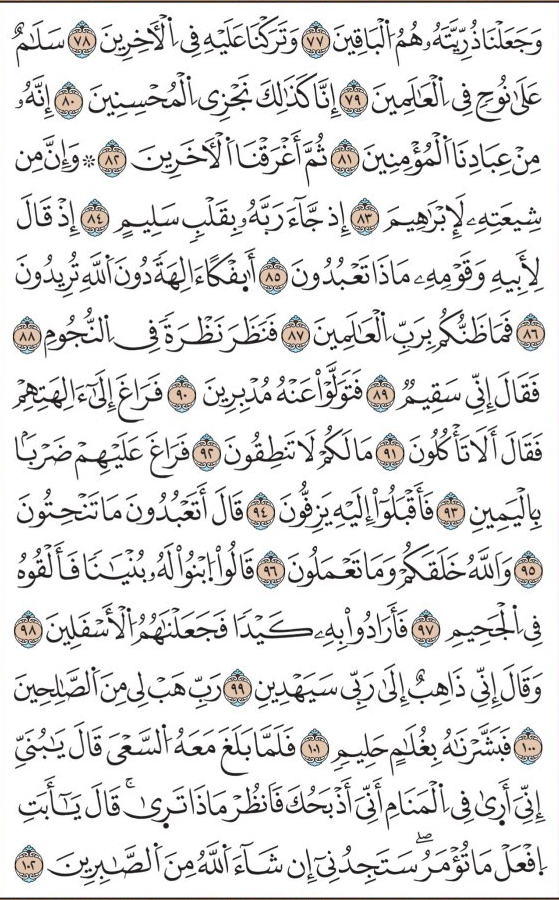 وَجَعَلْنَا ذُرِّيَّتَهُۥ هُمُ ٱلْبَاقِينَ ٧٧ وَتَرَكْنَا عَلَيْهِ فِى ٱلْأَخِرِينَ ٧٨ سَلَٰمٌ
عَلَىٰ نُوحٍ فِى ٱلْعَٰلَمِينَ ٧٩ إِنَّا كَذَٰلِكَ نَجْزِى ٱلْمُحْسِنِينَ ٨٠ إِنَّهُۥ
مِنْ عِبَادِنَا ٱلْمُؤْمِنِينَ ٨١ ثُمَّ أَغْرَقْنَا ٱلْأَخَرِينَ ٨٢ ۞ وَإِنَّ مِن
شِيعَتِهِۦ لَإِبْرَٰهِيمَ ٨٣ إِذْ جَآءَ رَبَّهُۥ بِقَلْبٍ سَلِيمٍ ٨٤ إِذْ قَالَ
لِأَبِيهِ وَقَوْمِهِۦ مَاذَا تَعْبُدُونَ ٨٥ أَئِفْكًا ءَالِهَةً دُونَ ٱللَّهِ تُرِيدُونَ
٨٦ فَمَا ظَنُّكُم بِرَبِّ ٱلْعَٰلَمِينَ ٨٧ فَنَظَرَ نَظْرَةً فِى ٱلنُّجُومِ ٨٨
فَقَالَ إِنِّى سَقِيمٌ ٨٩ فَتَوَلَّوْا۟ عَنْهُ مُدْبِرِينَ ٩٠ فَرَاغَ إِلَىٰٓ ءَالِهَتِهِمْ
فَقَالَ أَلَا تَأْكُلُونَ ٩١ مَا لَكُمْ لَا تَنطِقُونَ ٩٢ فَرَاغَ عَلَيْهِمْ ضَرْبًۢا
بِٱلْيَمِينِ ٩٣ فَأَقْبَلُوٓا۟ إِلَيْهِ يَزِفُّونَ ٩٤ قَالَ أَتَعْبُدُونَ مَا تَنْحِتُونَ
٩٥ وَٱللَّهُ خَلَقَكُمْ وَمَا تَعْمَلُونَ ٩٦ قَالُوا۟ ٱبْنُوا۟ لَهُۥ بُنْيَٰنًا فَأَلْقُوهُ
فِى ٱلْجَحِيمِ ٩٧ فَأَرَادُوا۟ بِهِۦ كَيْدًا فَجَعَلْنَٰهُمُ ٱلْأَسْفَلِينَ ٩٨
وَقَالَ إِنِّى ذَاهِبٌ إِلَىٰ رَبِّى سَيَهْدِينِ ٩٩ رَبِّ هَبْ لِى مِنَ ٱلصَّٰلِحِينَ
١٠٠ فَبَشَّرْنَٰهُ بِغُلَٰمٍ حَلِيمٍ ١٠١ فَلَمَّا بَلَغَ مَعَهُ ٱلسَّعْىَ قَالَ يَٰبُنَىِّ
إِنِّىَ أَرَىٰ فِى ٱلْمَنَامِ أَنِّىَ أَذْبَحُكَ فَٱنظُرْ مَاذَا تَرَىٰ ۚ قَالَ يَٰٓأَبَتِ
ٱفْعَلْ مَا تُؤْمَرُ ۖ سَتَجِدُنِىَ إِن شَآءَ ٱللَّهُ مِنَ ٱلصَّٰبِرِينَ ١٠٢